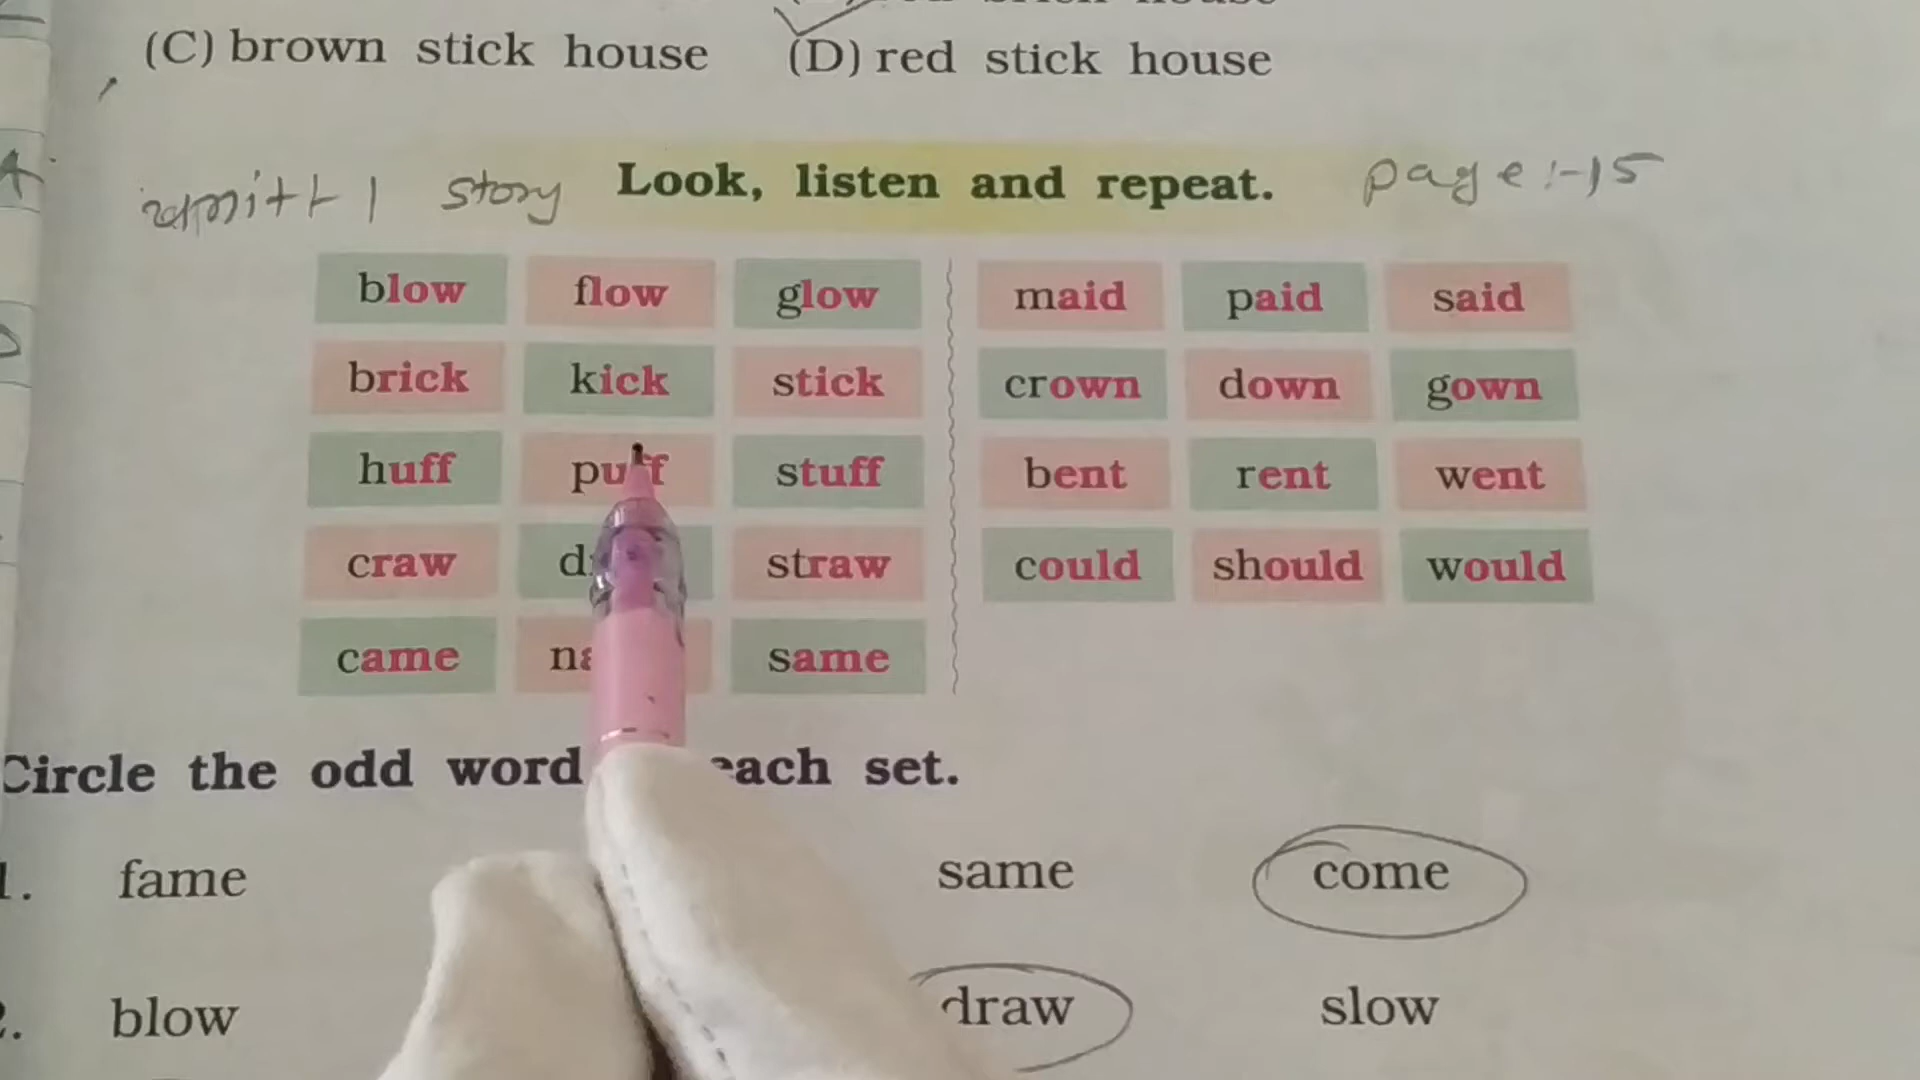 (C) brown stick house (D) red stick house
story Look, listen and repeat. page:-15
blow flow glow maid paid said
brick kick stick crown down gown
huff puff stuff bent rent went
craw straw could should would
came same
Circle the odd word each set.
1. fame same come
2. blow draw slow